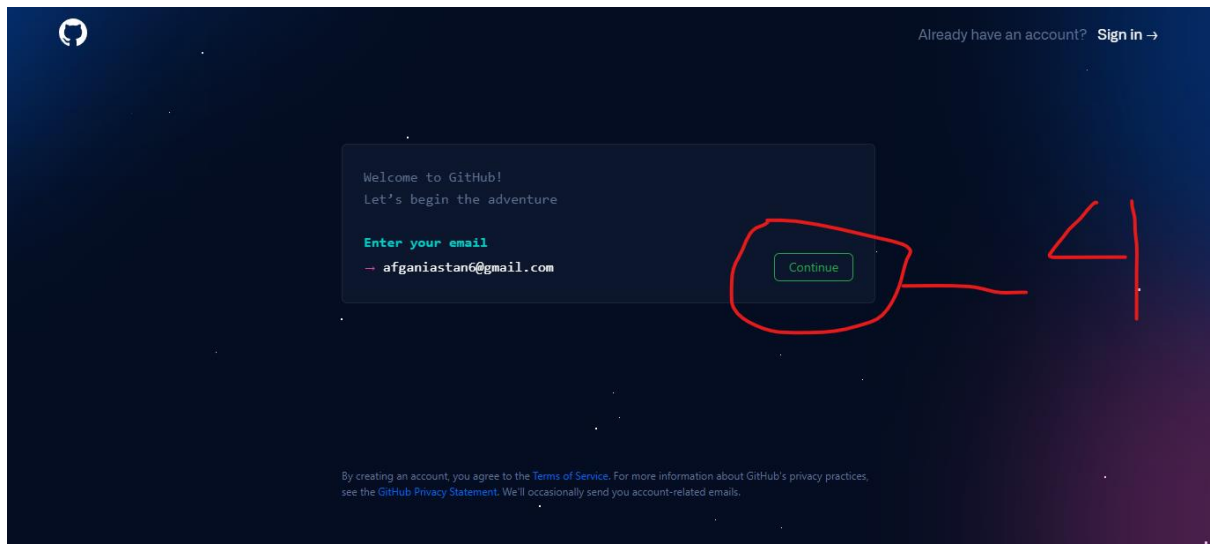 Already have an account? Sign in →
Welcome to GitHub!
Let's begin the adventure
Enter your email
→ afganiastan6@gmail.com
Continue
4
By creating an account, you agree to the Terms of Service. For more information about GitHub's privacy practices,
see the GitHub Privacy Statement. We'll occasionally send you account-related emails.